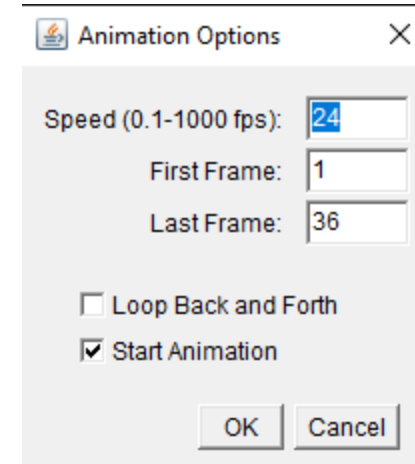 Animation Options
Speed (0.1-1000 fps): 24
First Frame: 1
Last Frame: 36
Loop Back and Forth
Start Animation
OK Cancel